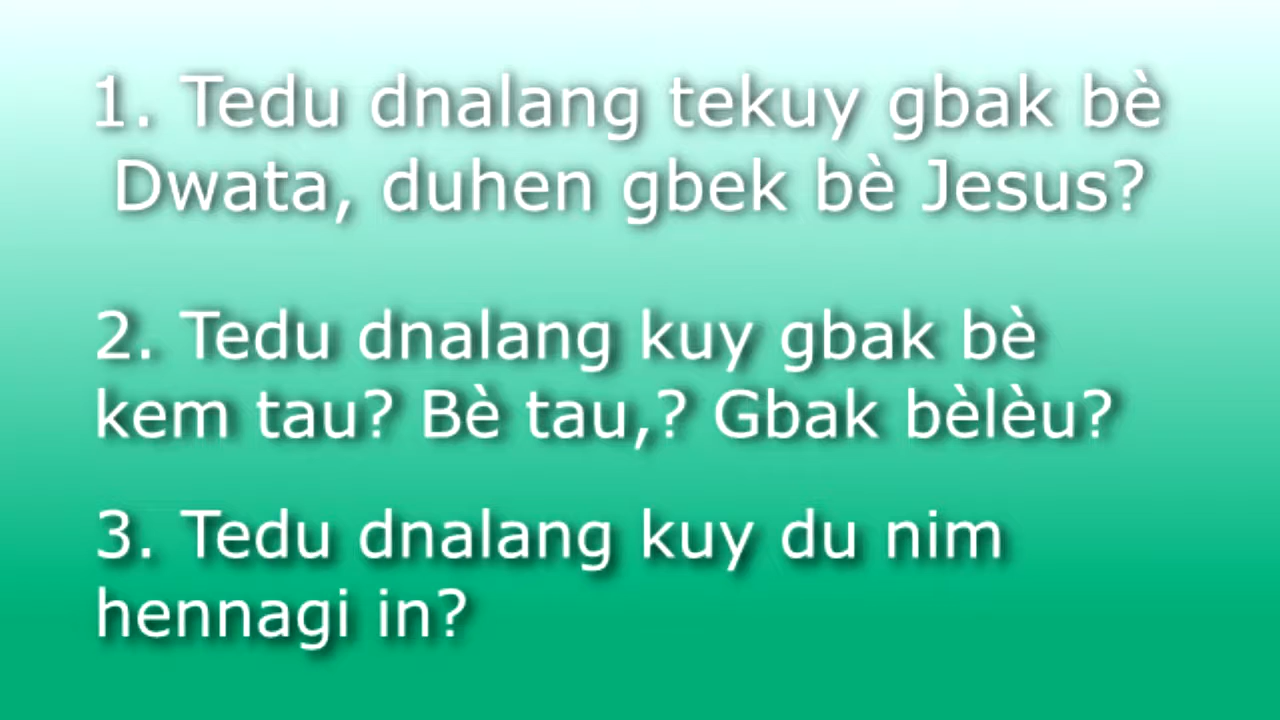 1. Tedu dnalang tekuy gbak bè
Dwata, duhen gbek bè Jesus?
2. Tedu dnalang kuy gbak bè
kem tau? Bè tau,? Gbak bèlèu?
3. Tedu dnalang kuy du nim
hennagi in?